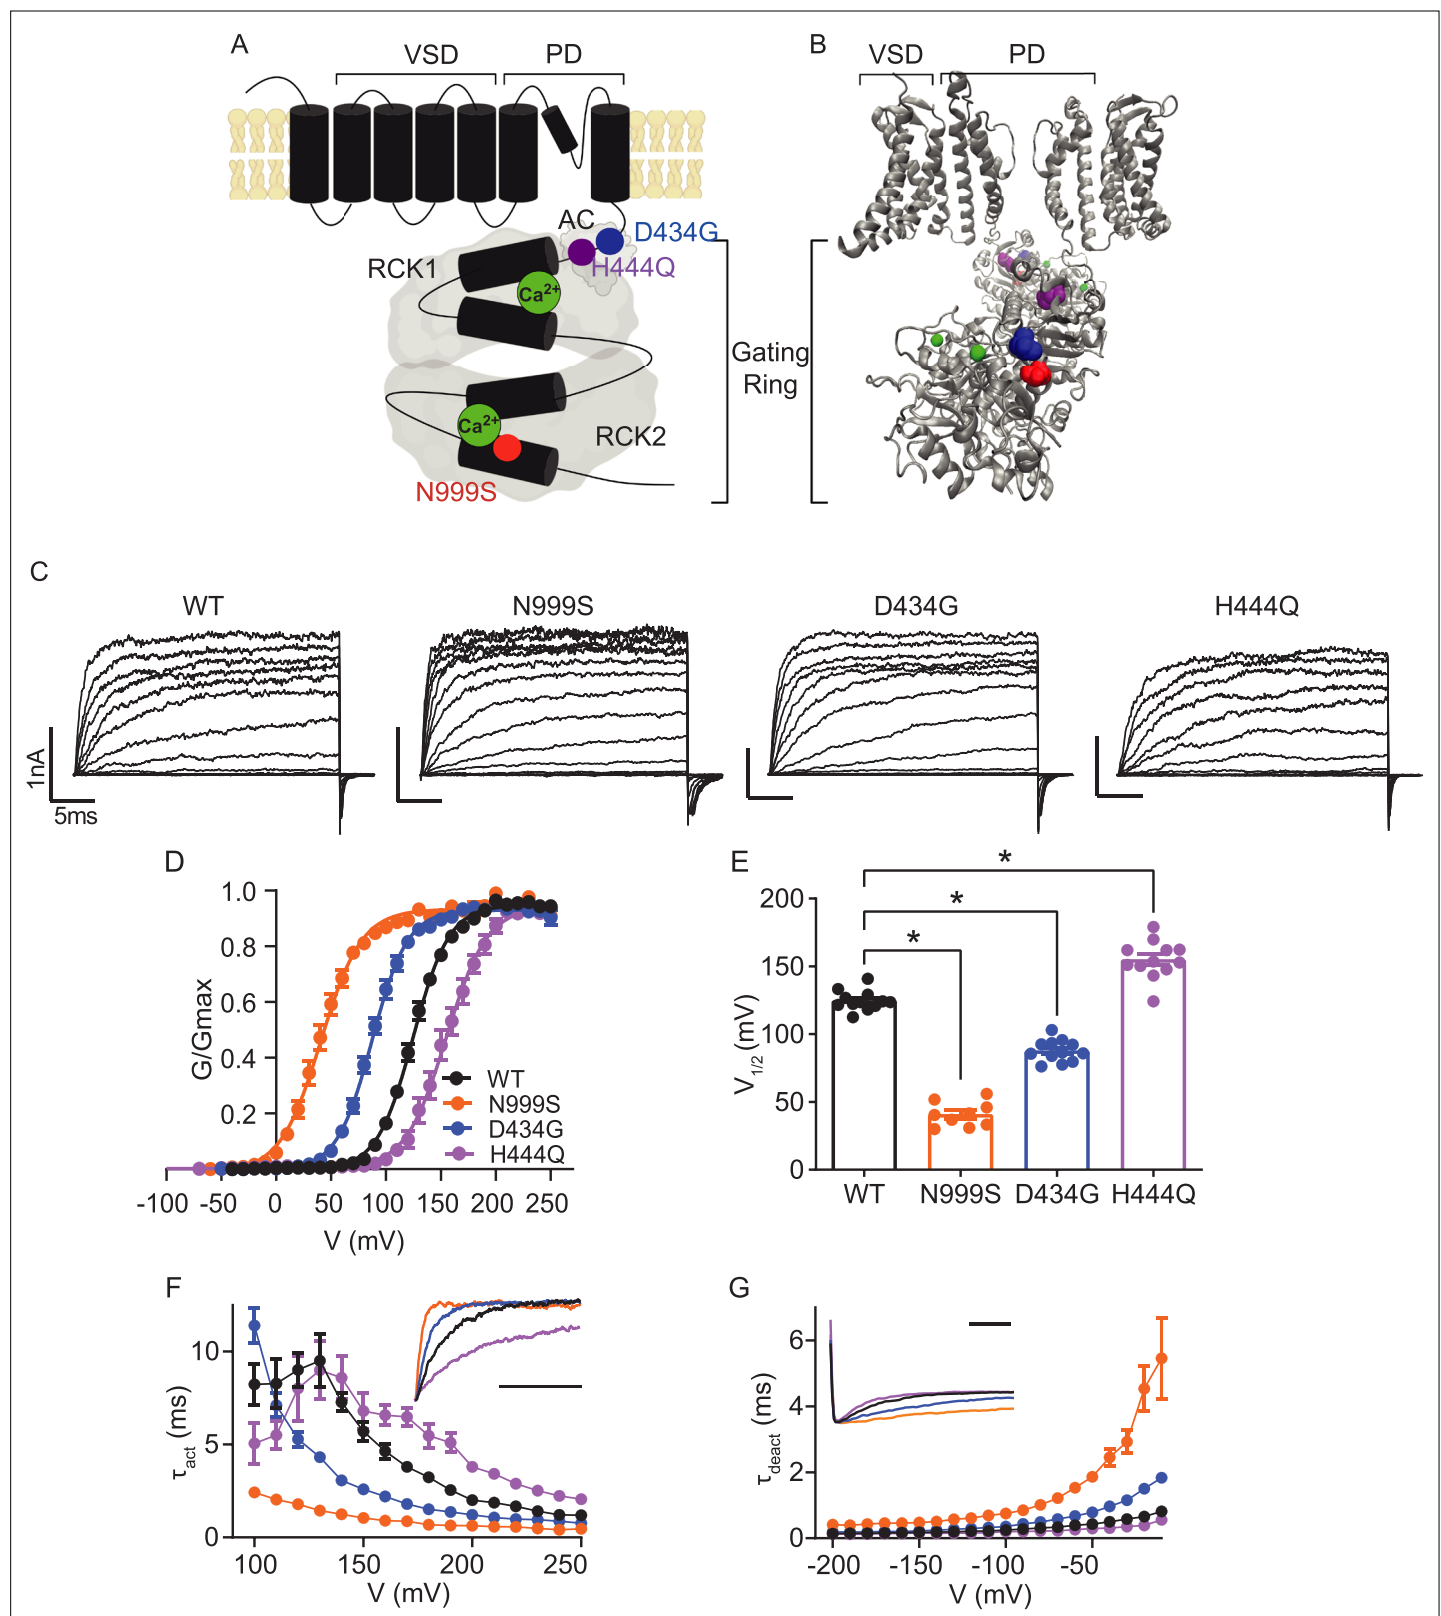 A
B
VSD
PD
VSD
PD
AC
D434G
RCK1
H444Q
Ca2+
Gating
Ring
Ca2+
RCK2
N999S
C
WT
N999S
D434G
H444Q
1nA
5ms
D
1.0
0.8
0.6
0.4
0.2
G/Gmax
WT
N999S
D434G
H444Q
-100 -50 0 50 100 150 200 250
V (mV)
E
*
*
*
200
150
100
50
0
V1/2 (mV)
WT N999S D434G H444Q
F
10
5
0
τact (ms)
100 150 200 250
V (mV)
G
6
4
2
0
τdeact (ms)
-200 -150 -100 -50
V (mV)